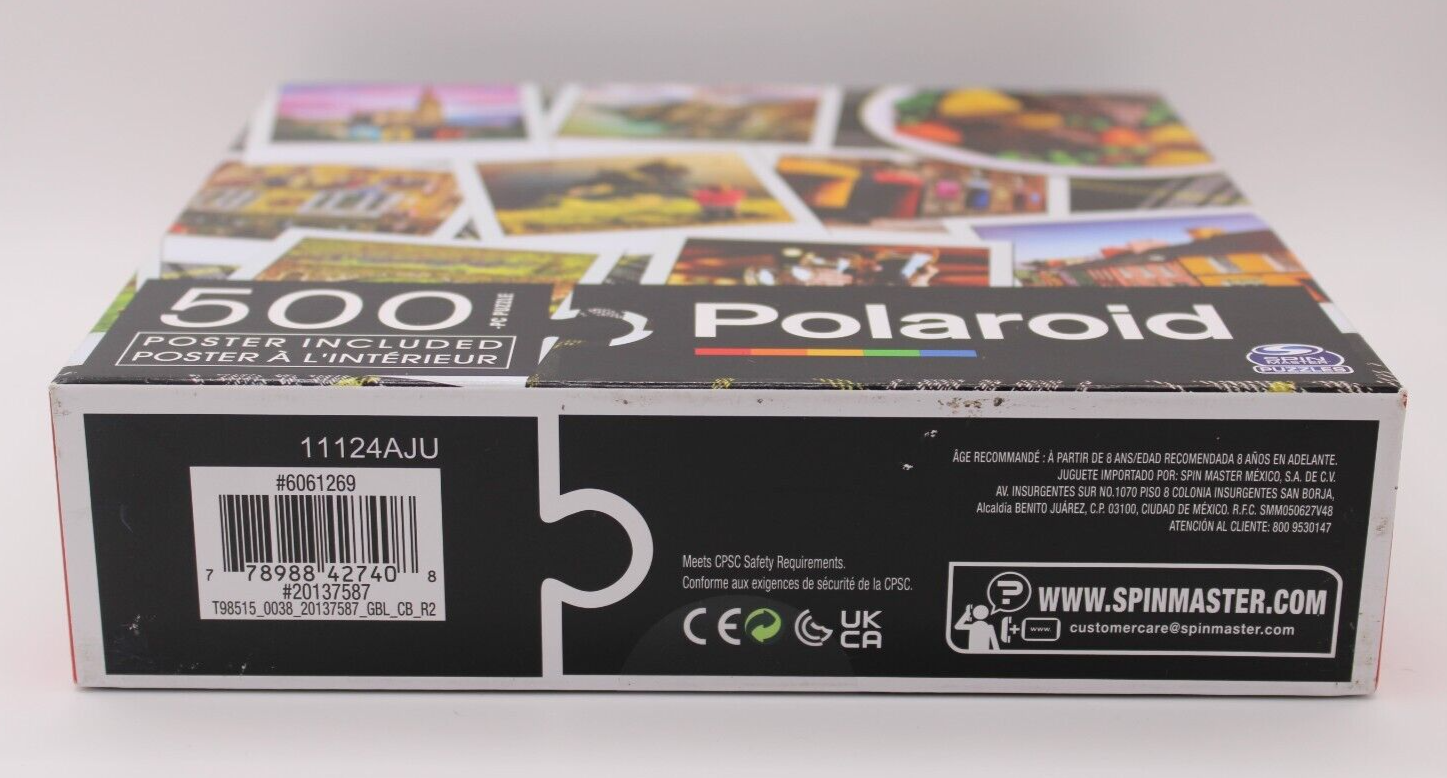 500
-PC PUZZLE
POSTER INCLUDED
POSTER À L'INTÉRIEUR
Polaroid
SPIN
MASTER
PUZZLES
11124AJU
#6061269
7 78988 42740 8
#20137587
T98515_0038_20137587_GBL_CB_R2
Meets CPSC Safety Requirements.
Conforme aux exigences de sécurité de la CPSC.
CE
UK
CA
ÂGE RECOMMANDÉ : À PARTIR DE 8 ANS/EDAD RECOMENDADA 8 AÑOS EN ADELANTE.
JUGUETE IMPORTADO POR: SPIN MASTER MÉXICO, S.A. DE C.V.
AV. INSURGENTES SUR NO.1070 PISO 8 COLONIA INSURGENTES SAN BORJA,
Alcaldía BENITO JUÁREZ, C.P. 03100, CIUDAD DE MÉXICO. R.F.C. SMM050627V48
ATENCIÓN AL CLIENTE: 800 9530147
?
+ www.
WWW.SPINMASTER.COM
customercare@spinmaster.com